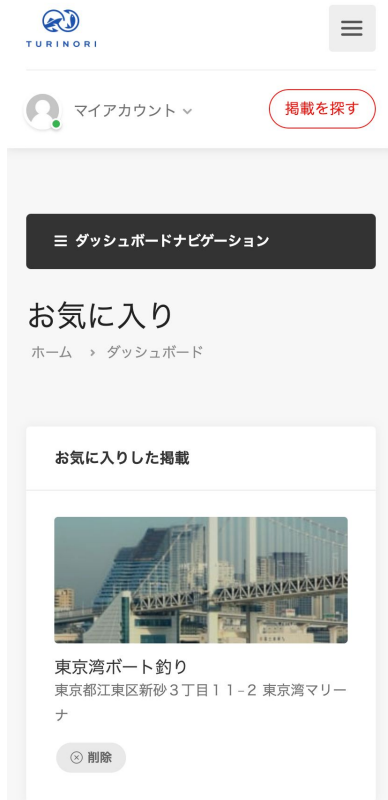 TURINORI
マイアカウント
掲載を探す
ダッシュボードナビゲーション
お気に入り
ホーム > ダッシュボード
お気に入りした掲載
東京湾ボート釣り
東京都江東区新砂３丁目１１−２ 東京湾マリー
ナ
削除